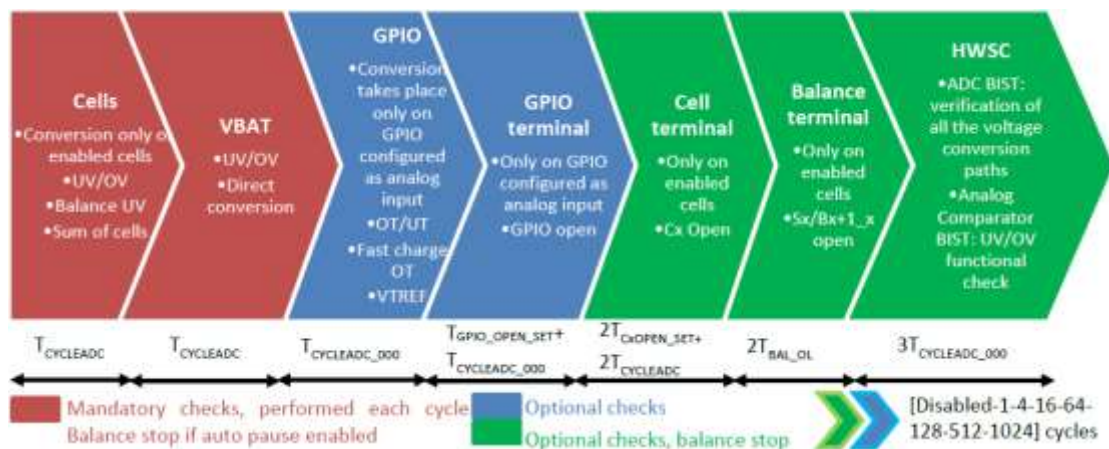 Cells
•Conversion only o
enabled cells
•UV/OV
•Balance UV
•Sum of cells
VBAT
•UV/OV
•Direct
conversion
GPIO
•Conversion
takes place
only on
GPIO
configured
as analog
input
•OT/UT
•Fast charge
OT
•VTREF
GPIO
terminal
•Only on GPIO
configured as
analog input
•GPIO open
Cell
terminal
•Only on
enabled
cells
•Cx Open
Balance
terminal
•Only on
enabled
cells
•Sx/Bx+1_x
open
HWSC
•ADC BIST:
verification of
all the voltage
conversion
paths
•Analog
Comparator
BIST: UV/OV
functional
check
TCYCLEADC
TCYCLEADC
TCYCLEADC_000
TGPIO_OPEN_SET+
TCYCLEADC_000
2TCxOPEN_SET+
2TCYCLEADC
2TBAL_OL
3TCYCLEADC_000
Mandatory checks, performed each cycle
Balance stop if auto pause enabled
Optional checks
Optional checks, balance stop
[Disabled-1-4-16-64-
128-512-1024] cycles